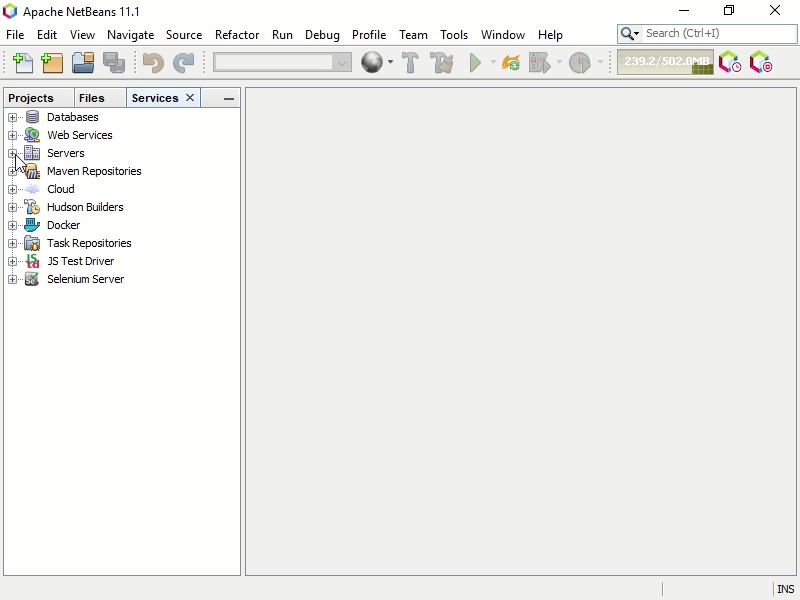 Apache NetBeans 11.1
File Edit View Navigate Source Refactor Run Debug Profile Team Tools Window Help
Search (Ctrl+I)
239.2/502.0MB
Projects Files Services
Databases
Web Services
Servers
Maven Repositories
Cloud
Hudson Builders
Docker
Task Repositories
JS Test Driver
Selenium Server
INS